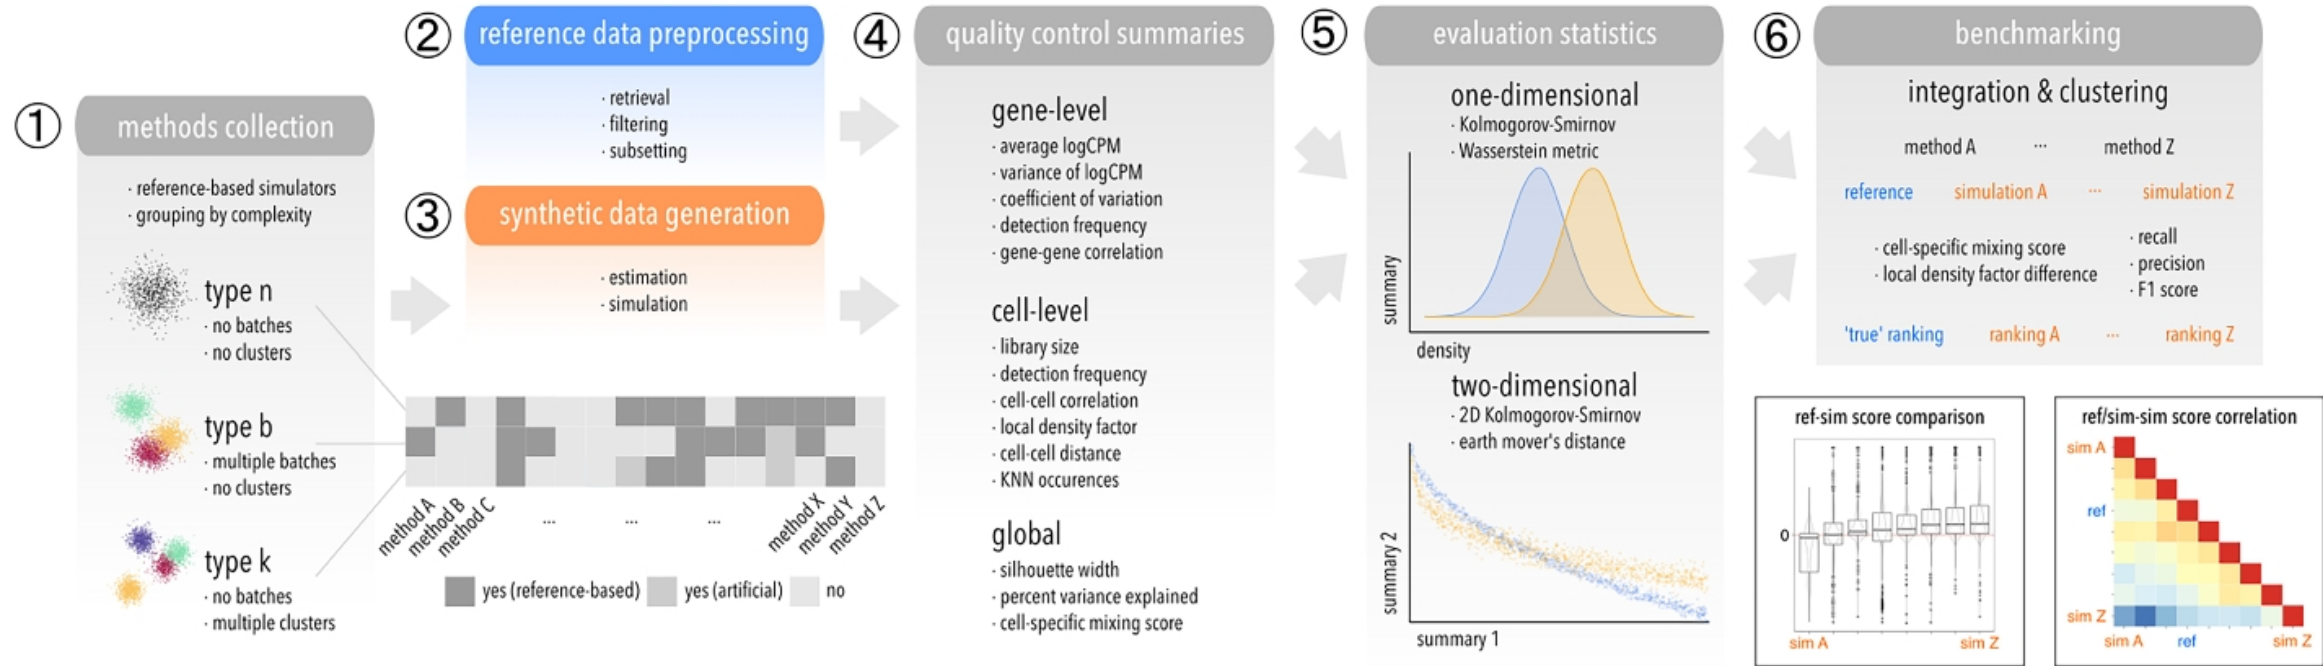 ①
methods collection
· reference-based simulators
· grouping by complexity
type n
· no batches
· no clusters
type b
· multiple batches
· no clusters
type k
· no batches
· multiple clusters
②
reference data preprocessing
· retrieval
· filtering
· subsetting
③
synthetic data generation
· estimation
· simulation
method A
method B
method C
...
...
...
method X
method Y
method Z
yes (reference-based)
yes (artificial)
no
④
quality control summaries
gene-level
· average logCPM
· variance of logCPM
· coefficient of variation
· detection frequency
· gene-gene correlation
cell-level
· library size
· detection frequency
· cell-cell correlation
· local density factor
· cell-cell distance
· KNN occurences
global
· silhouette width
· percent variance explained
· cell-specific mixing score
⑤
evaluation statistics
one-dimensional
· Kolmogorov-Smirnov
· Wasserstein metric
summary
density
two-dimensional
· 2D Kolmogorov-Smirnov
· earth mover's distance
summary 2
summary 1
⑥
benchmarking
integration & clustering
method A ... method Z
reference simulation A ... simulation Z
· cell-specific mixing score
· local density factor difference
· recall
· precision
· F1 score
'true' ranking ranking A ... ranking Z
ref-sim score comparison
0
sim A sim Z
ref/sim-sim score correlation
sim A
ref
sim Z
sim A ref sim Z